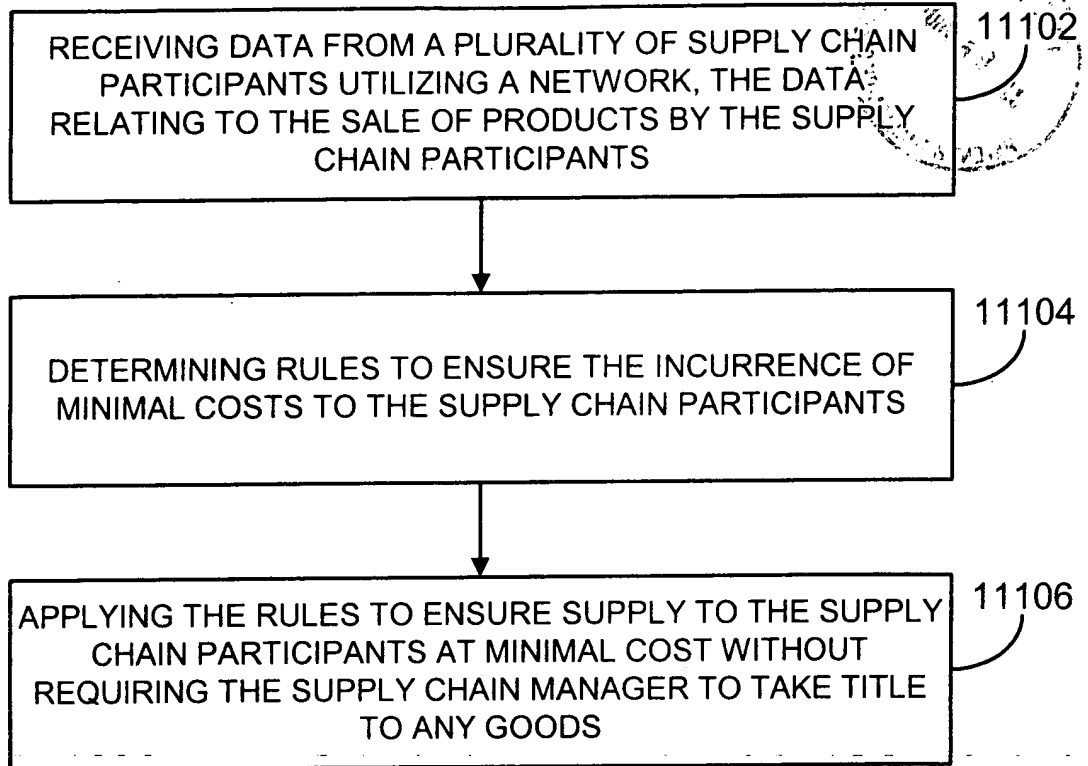 RECEIVING DATA FROM A PLURALITY OF SUPPLY CHAIN
PARTICIPANTS UTILIZING A NETWORK, THE DATA
RELATING TO THE SALE OF PRODUCTS BY THE SUPPLY
CHAIN PARTICIPANTS
11102
DETERMINING RULES TO ENSURE THE INCURRENCE OF
MINIMAL COSTS TO THE SUPPLY CHAIN PARTICIPANTS
11104
APPLYING THE RULES TO ENSURE SUPPLY TO THE SUPPLY
CHAIN PARTICIPANTS AT MINIMAL COST WITHOUT
REQUIRING THE SUPPLY CHAIN MANAGER TO TAKE TITLE
TO ANY GOODS
11106